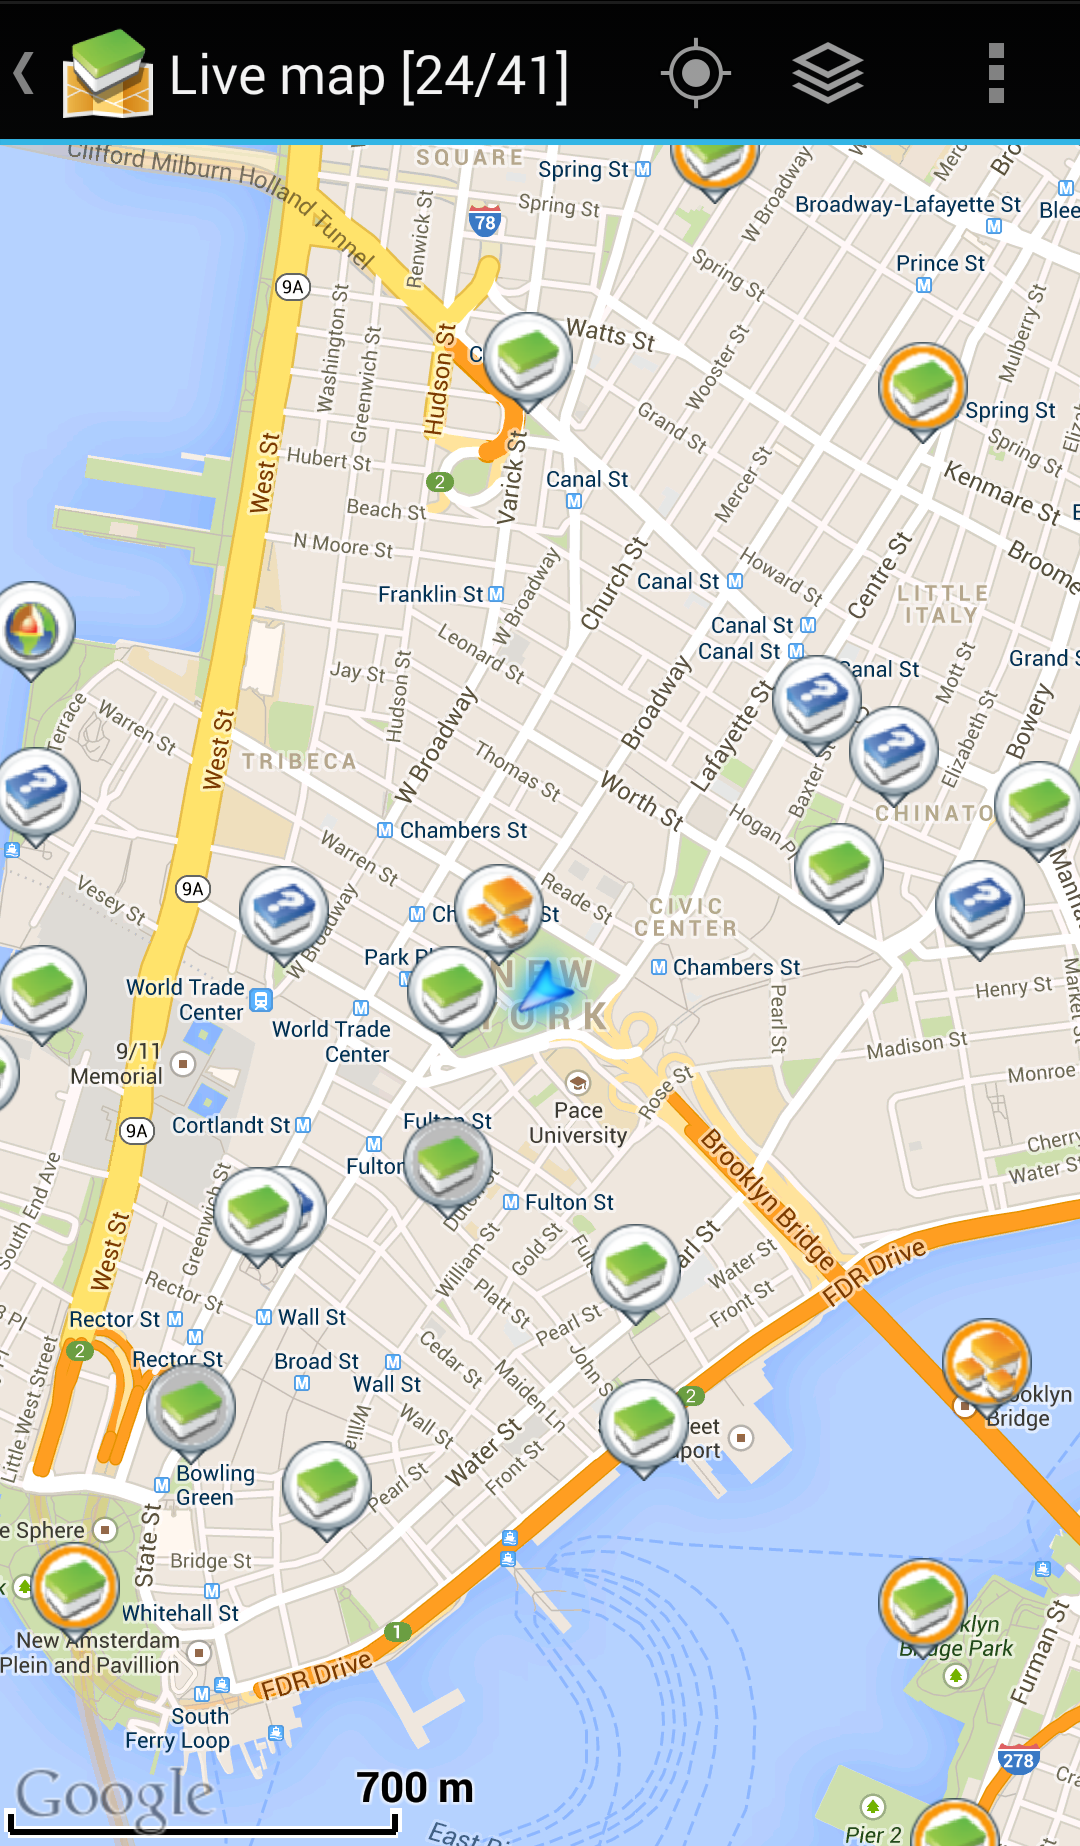 Live map [24/41]
Clifford Milburn Holland Tunnel
SQUARE
Spring St
Spring St
78
Renwick St
W Broadway
Broadway-Lafayette St
Prince St
Spring St
9A
Washington St
Greenwich St
Hudson St
Watts St
Wooster St
Mulberry St
Spring St
Spring St
Grand St
West St
Hubert St
2
Varick St
Canal St
Mercer St
Kenmare St
Beach St
N Moore St
Broome
Franklin St
W Broadway
Church St
Canal St
Howard St
Centre St
LITTLE
ITALY
Canal St
Canal St
Canal St
Leonard St
Jay St
Hudson St
Mott St
Grand S
Terrace
Warren St
West St
TRIBECA
W Broadway
Broadway
Lafayette St
Elizabeth St
Bowery
Thomas St
Worth St
Baxter St
Hogan Pl
CHINATO
Chambers St
Warren St
Reade St
9A
Vesey St
W Broadway
CIVIC
CENTER
Park Pl
NEW
YORK
Chambers St
World Trade
Center
World Trade
Center
Pearl St
Henry St
Market St
Madison St
Monroe
9/11
Memorial
Cortlandt St
9A
Fulton St
Pace
University
Rose St
Cherry
Water St
Fulton
Fulton St
Dutch St
Brooklyn Bridge
South End Ave
Greenwich St
West St
William St
Gold St
Platt St
Pearl St
Water St
Front St
FDR Drive
Rector St
Rector St
Wall St
2
Rector St
Broad St
Wall St
Cedar St
Maiden Ln
John S
Little West Street
Wall St
Water St
Front St
Pearl St
2
Brooklyn
Bridge
Bowling
Green
e Sphere
State St
Bridge St
Whitehall St
New Amsterdam
Plein and Pavillion
1
FDR Drive
South
Ferry Loop
Bridge Park
Furman St
278
Google
700 m
Pier 2